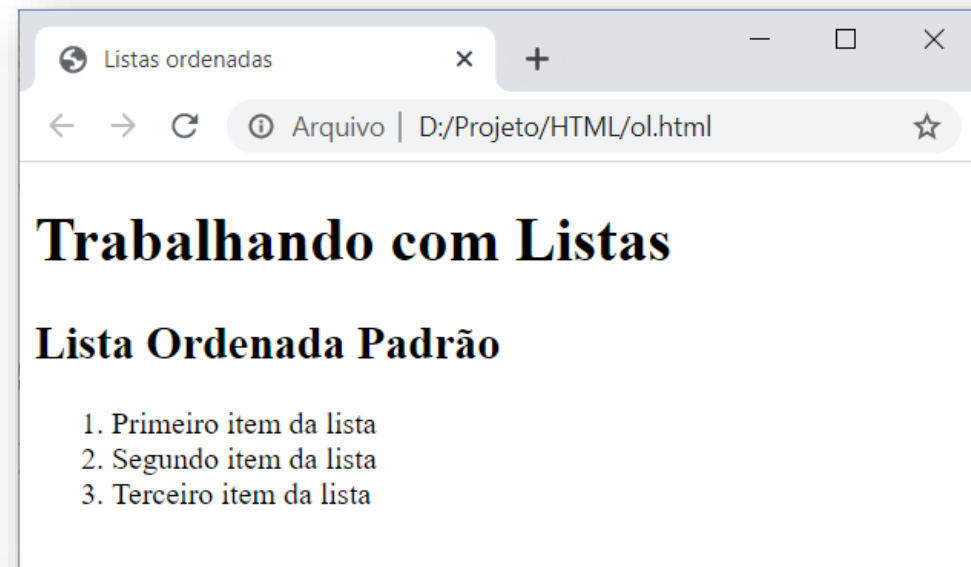 Listas ordenadas
Arquivo | D:/Projeto/HTML/ol.html
Trabalhando com Listas
Lista Ordenada Padrão
1. Primeiro item da lista
2. Segundo item da lista
3. Terceiro item da lista